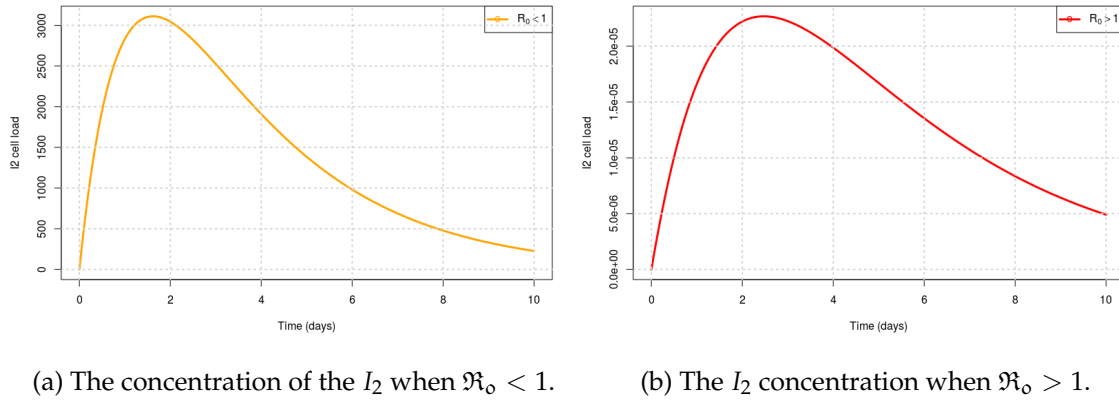 R₀ < 1
3000
2500
2000
1500
1000
500
0
I2 cell load
0 2 4 6 8 10
Time (days)
(a) The concentration of the I₂ when ℜ₀ < 1.
R₀ > 1
2.0e-05
1.5e-05
1.0e-05
5.0e-06
0.0e+00
I2 cell load
0 2 4 6 8 10
Time (days)
(b) The I₂ concentration when ℜ₀ > 1.